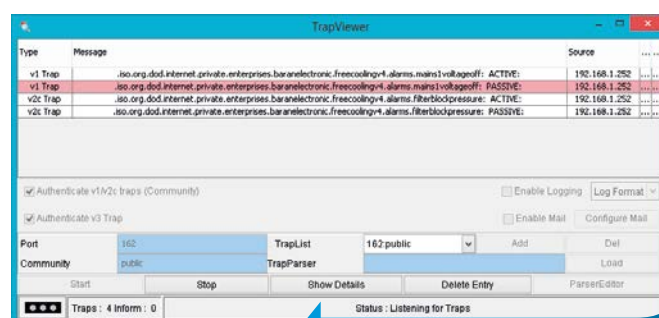 TrapViewer
Type Message Source ... ...
v1 Trap .iso.org.dod.internet.private.enterprises.baranelectronic.freecoolingv4.alarms.mains1voltageoff: ACTIVE: 192.168.1.252 ... ...
v1 Trap .iso.org.dod.internet.private.enterprises.baranelectronic.freecoolingv4.alarms.mains1voltageoff: PASSIVE: 192.168.1.252 ... ...
v2c Trap .iso.org.dod.internet.private.enterprises.baranelectronic.freecoolingv4.alarms.filterblockpressure: ACTIVE: 192.168.1.252 ... ...
v2c Trap .iso.org.dod.internet.private.enterprises.baranelectronic.freecoolingv4.alarms.filterblockpressure: PASSIVE: 192.168.1.252 ... ...
Authenticate v1/v2c traps (Community) Enable Logging Log Format
Authenticate v3 Trap Enable Mail Configure Mail
Port 162 TrapList 162:public Add Del
Community public TrapParser Load
Start Stop Show Details Delete Entry ParserEditor
Traps : 4 Inform : 0 Status : Listening for Traps